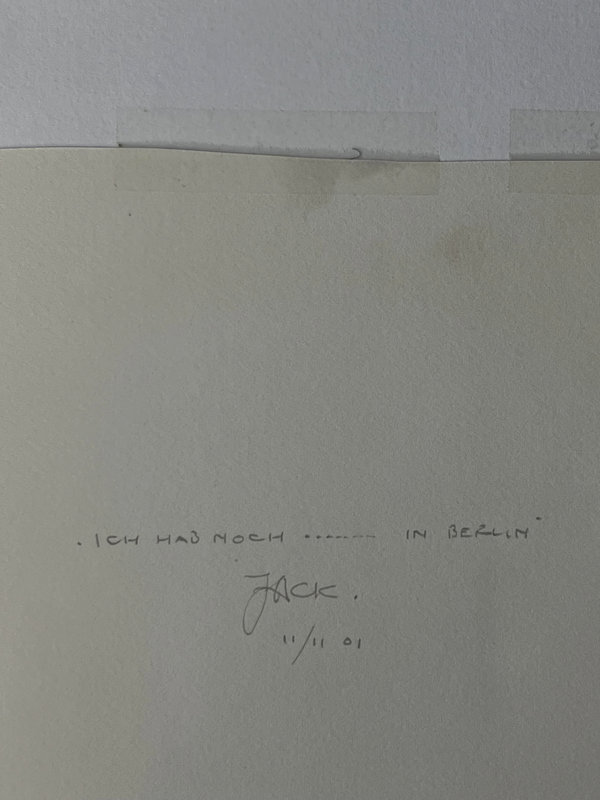 "ICH HAB NOCH ------- IN BERLIN"
JACK.
11/11 01